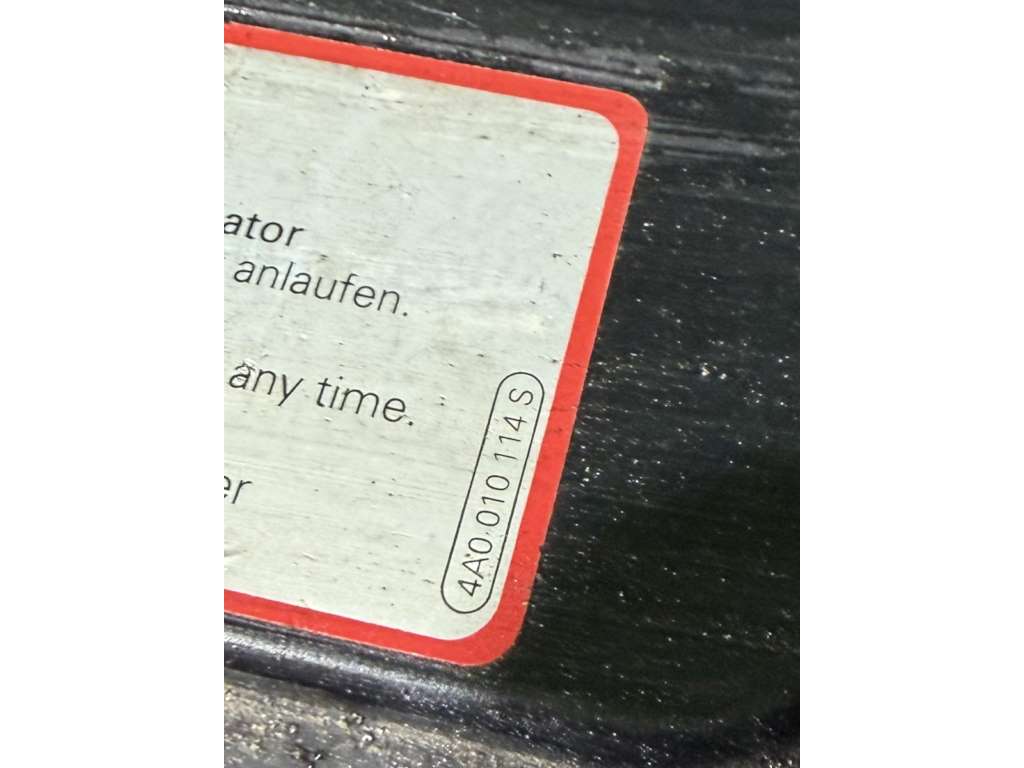 ator
anlaufen.
any time.
er
4A0 010 114 S